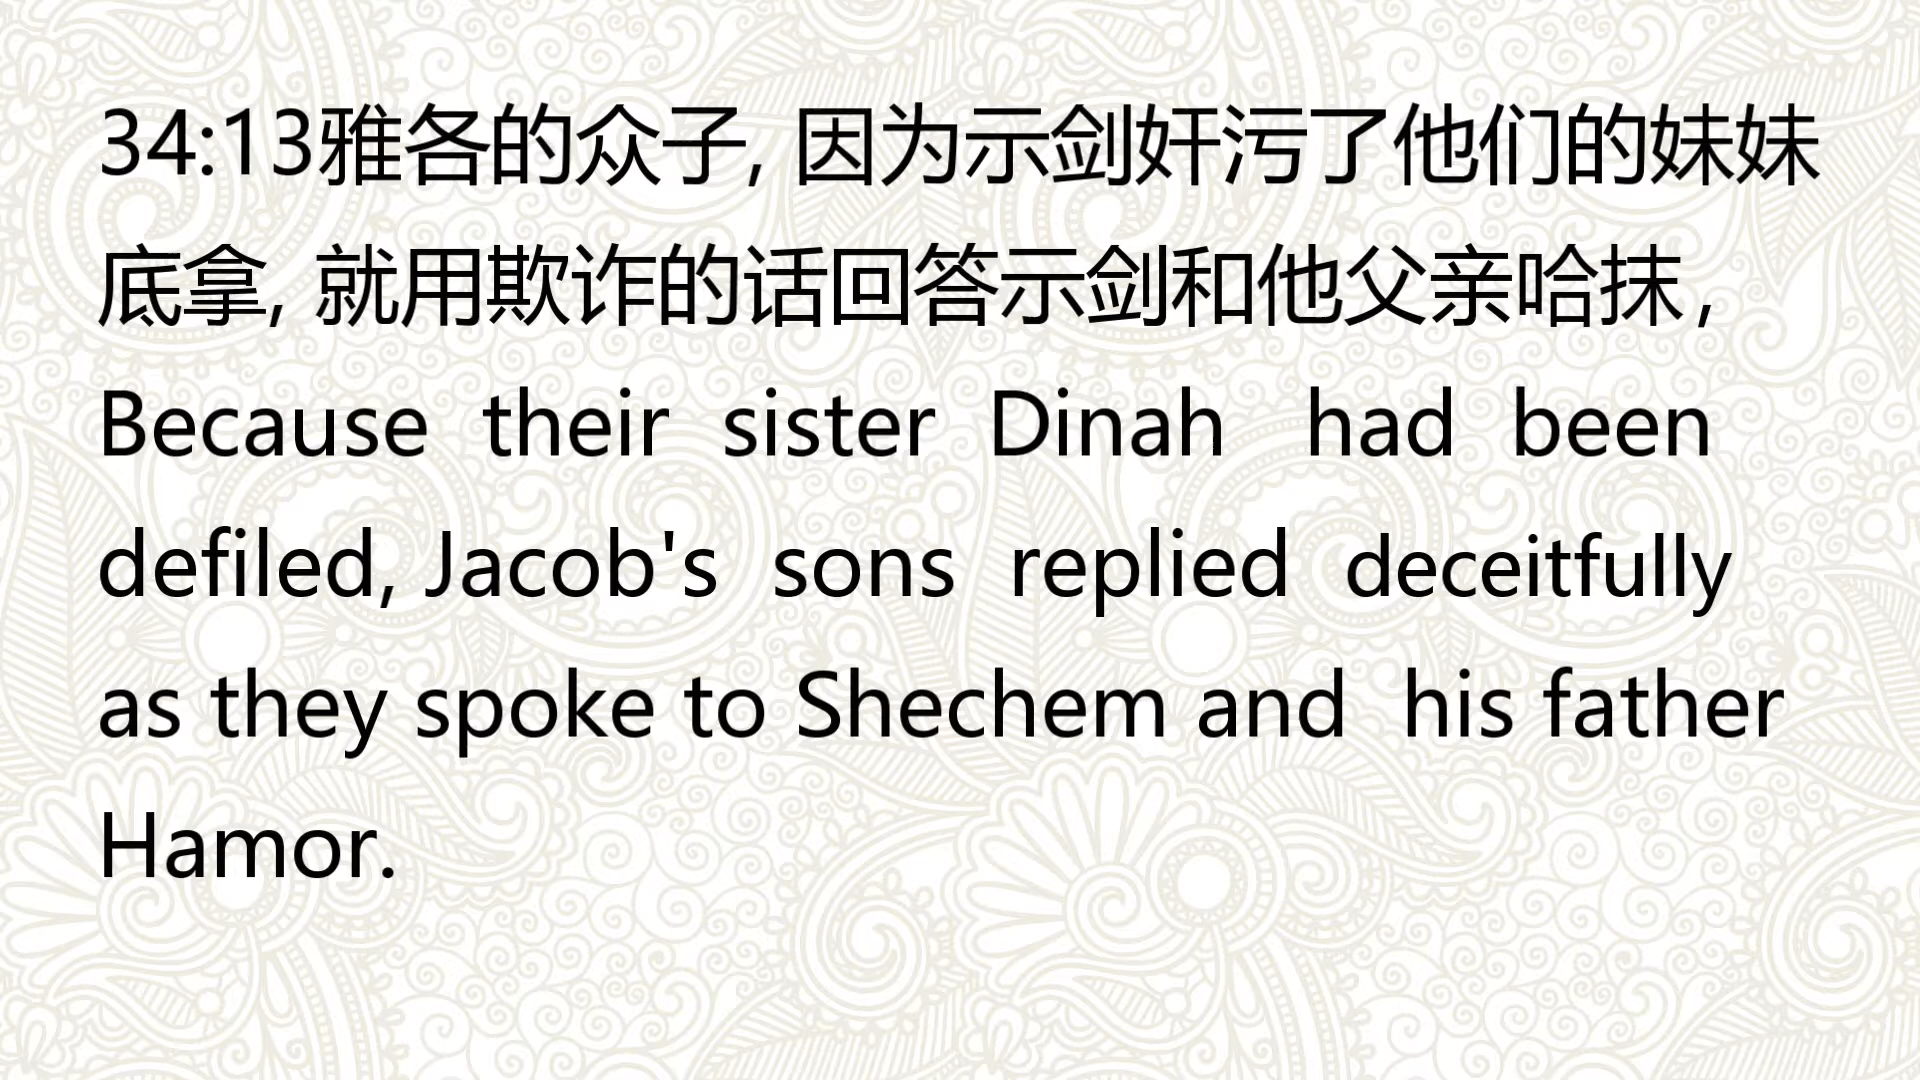 34:13雅各的众子, 因为示剑奸污了他们的妹妹
底拿, 就用欺诈的话回答示剑和他父亲哈抹,
Because their sister Dinah had been
defiled, Jacob's sons replied deceitfully
as they spoke to Shechem and his father
Hamor.